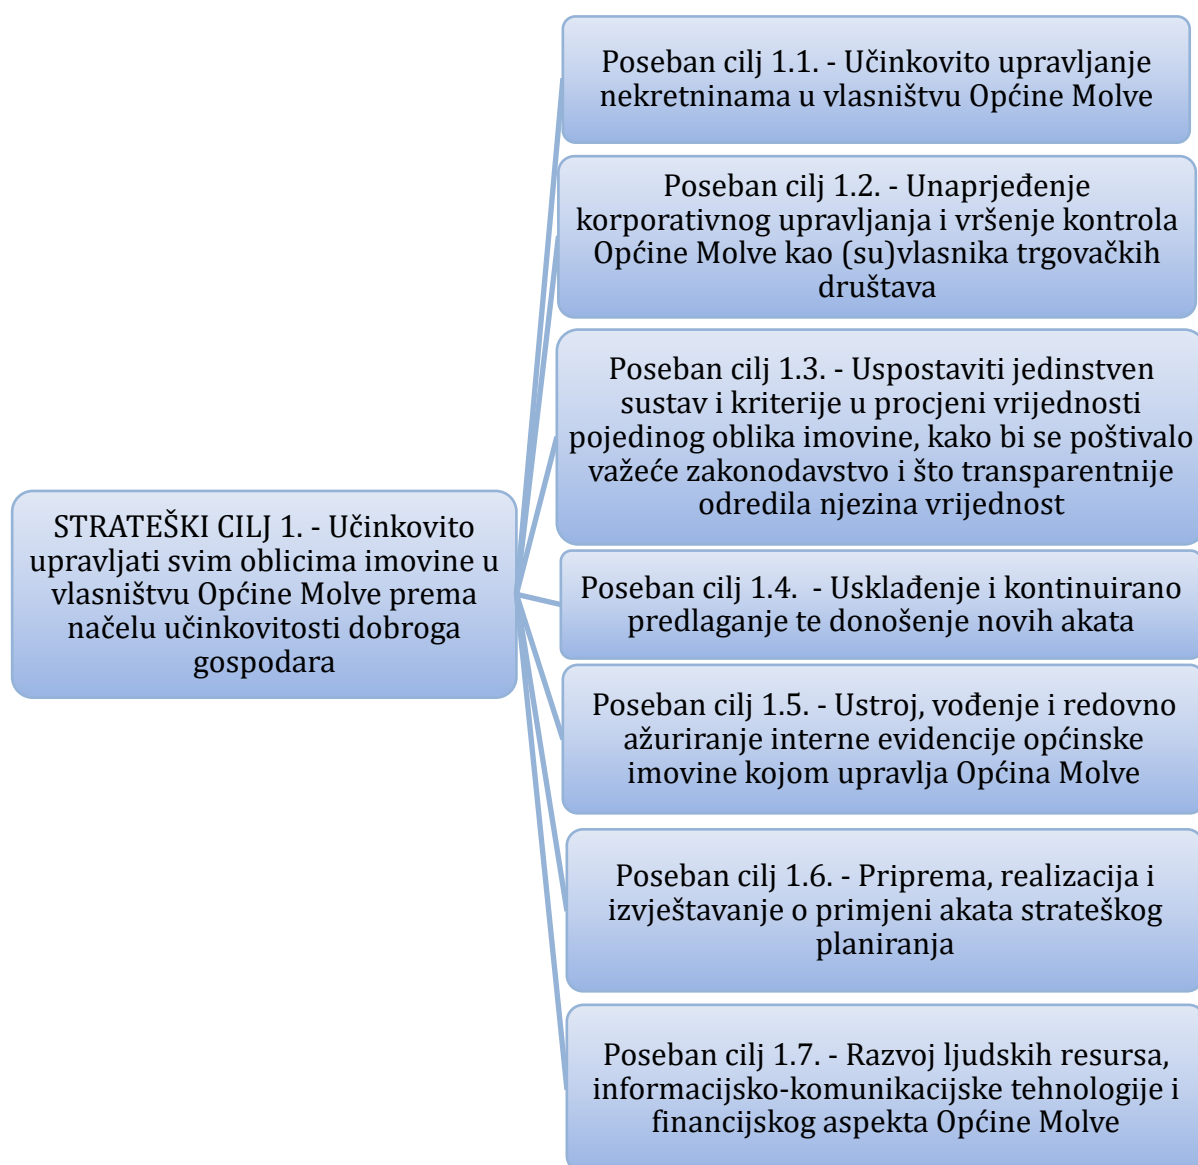 Poseban cilj 1.1. - Učinkovito upravljanje
nekretninama u vlasništvu Općine Molve
Poseban cilj 1.2. - Unaprjeđenje
korporativnog upravljanja i vršenje kontrola
Općine Molve kao (su)vlasnika trgovačkih
društava
Poseban cilj 1.3. - Uspostaviti jedinstven
sustav i kriterije u procjeni vrijednosti
pojedinog oblika imovine, kako bi se poštivalo
važeće zakonodavstvo i što transparentnije
odredila njezina vrijednost
STRATEŠKI CILJ 1. - Učinkovito
upravljati svim oblicima imovine u
vlasništvu Općine Molve prema
načelu učinkovitosti dobroga
gospodara
Poseban cilj 1.4.  - Usklađenje i kontinuirano
predlaganje te donošenje novih akata
Poseban cilj 1.5. - Ustroj, vođenje i redovno
ažuriranje interne evidencije općinske
imovine kojom upravlja Općina Molve
Poseban cilj 1.6. - Priprema, realizacija i
izvještavanje o primjeni akata strateškog
planiranja
Poseban cilj 1.7. - Razvoj ljudskih resursa,
informacijsko-komunikacijske tehnologije i
financijskog aspekta Općine Molve